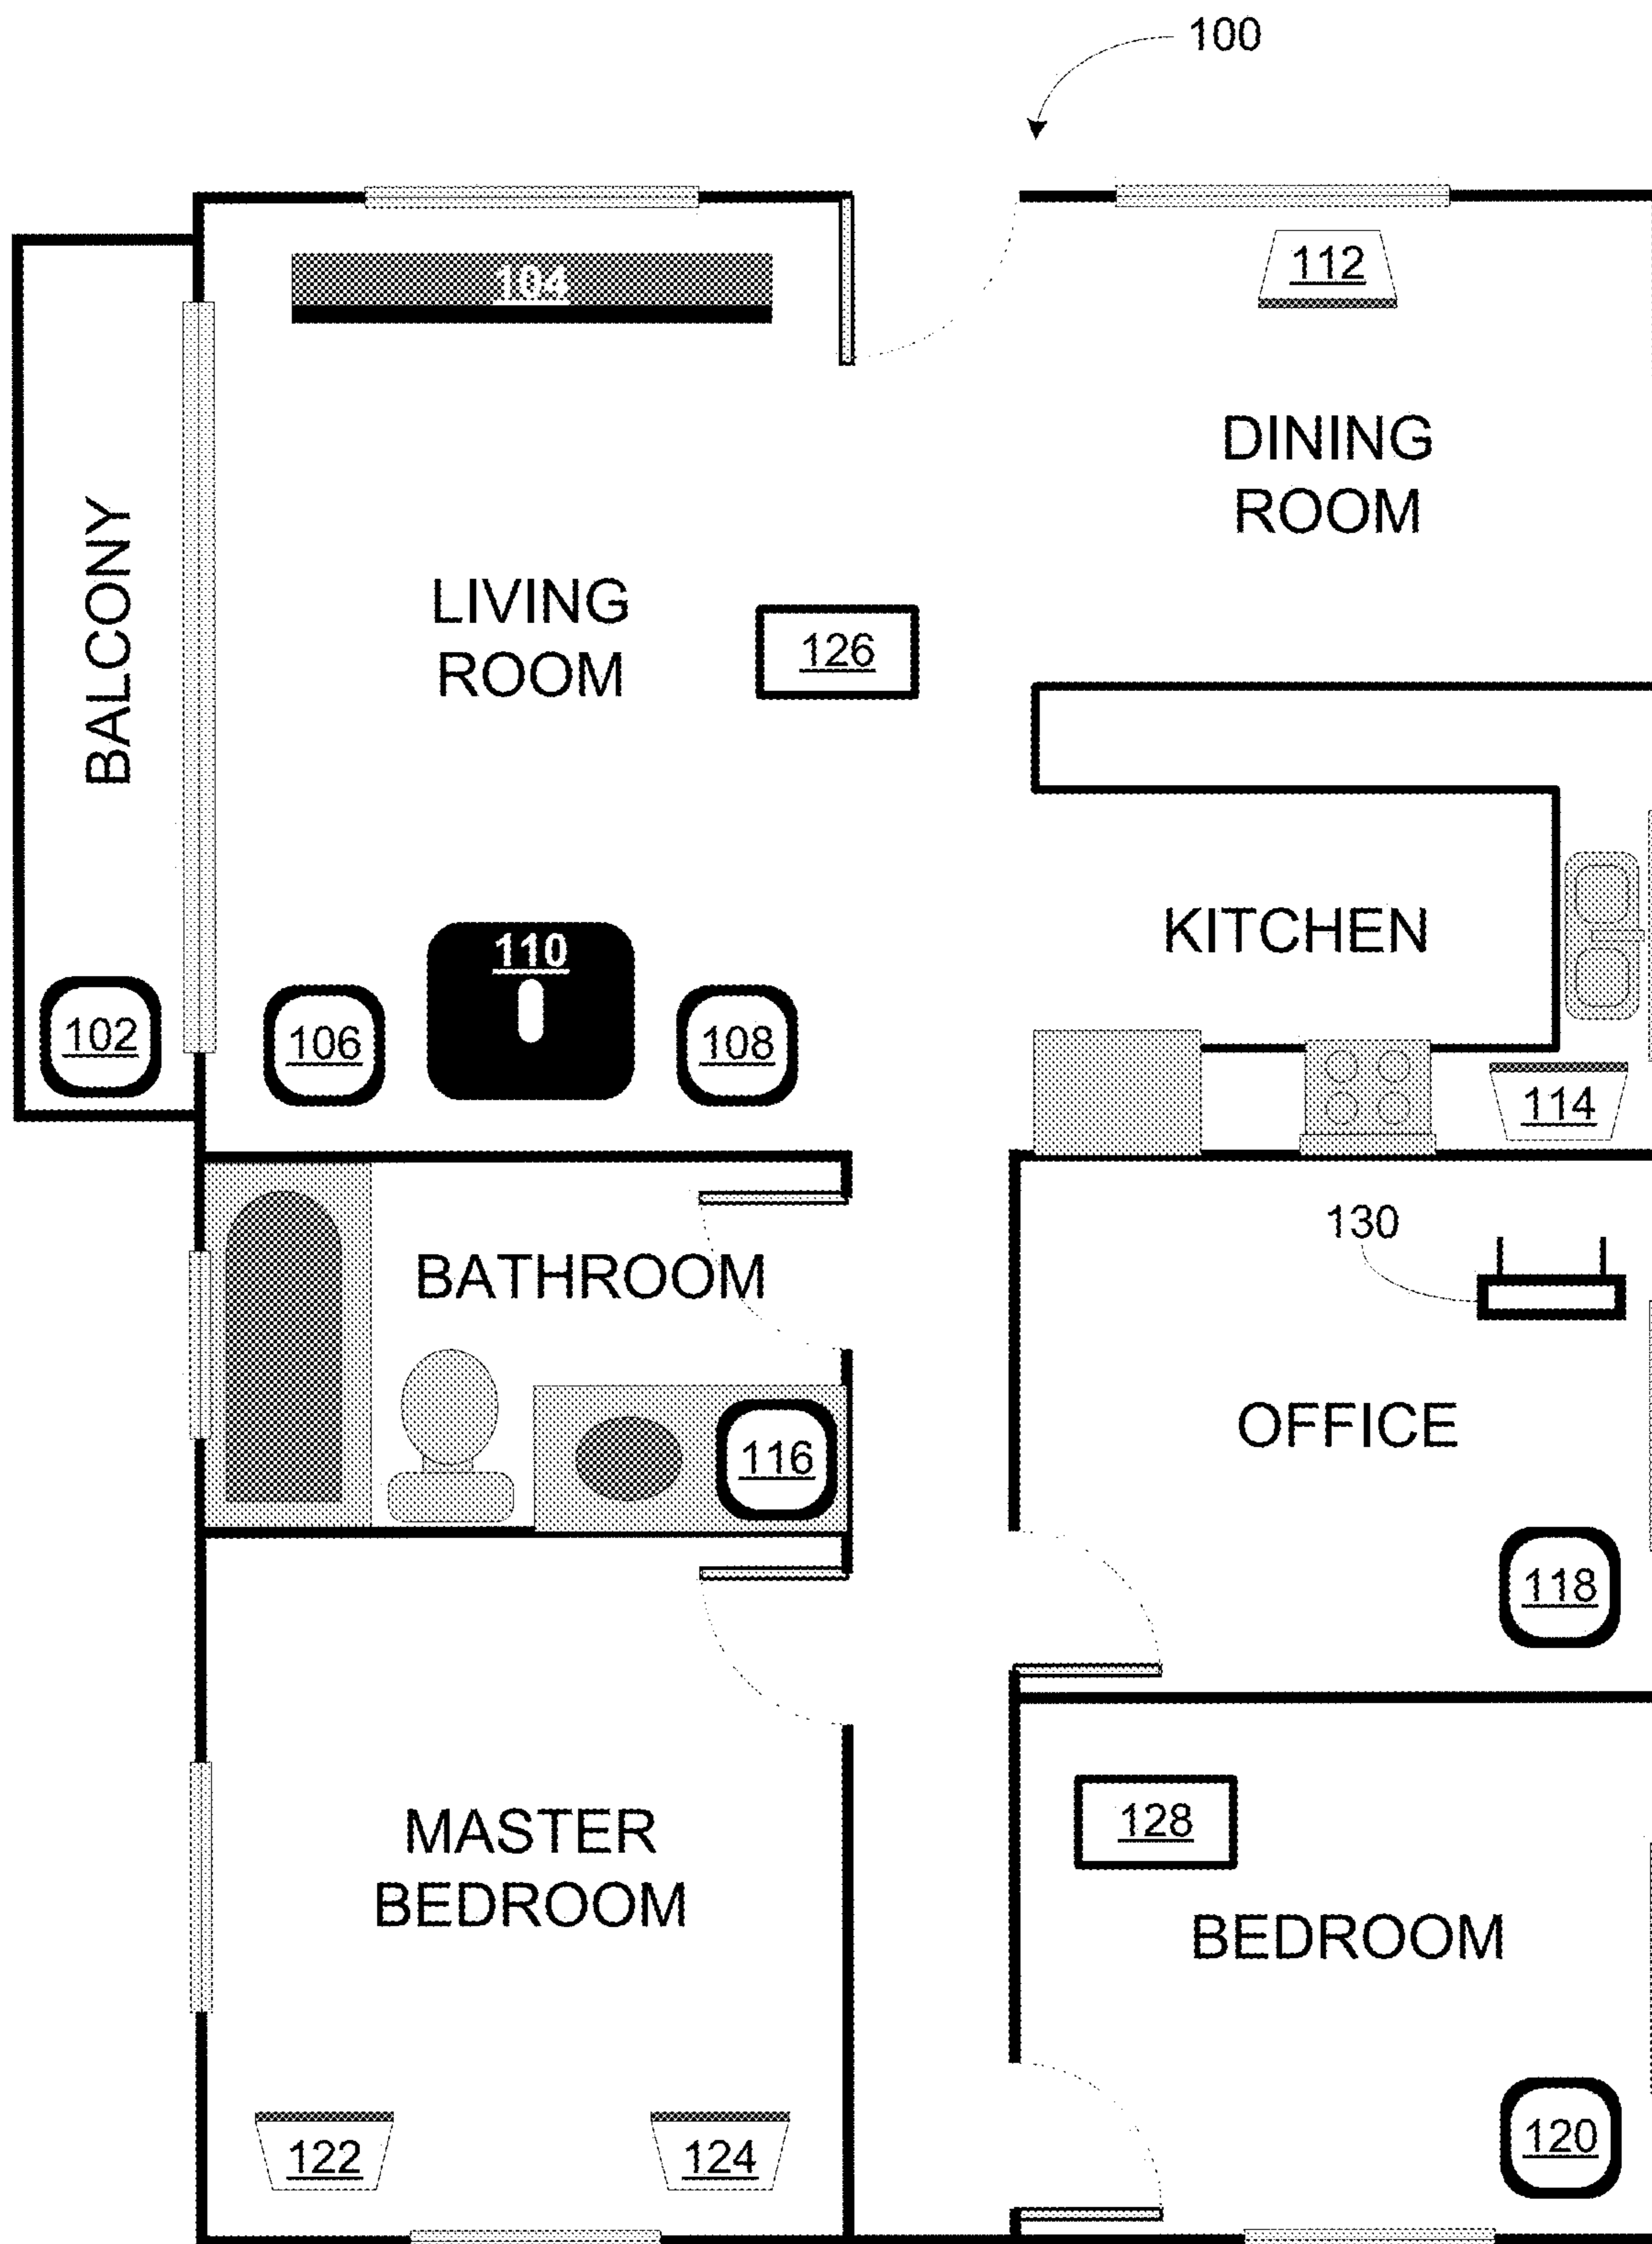 100
104
112
DINING
ROOM
BALCONY
LIVING
ROOM
126
KITCHEN
110
102
106
108
114
130
BATHROOM
OFFICE
116
118
MASTER
BEDROOM
128
BEDROOM
122
124
120